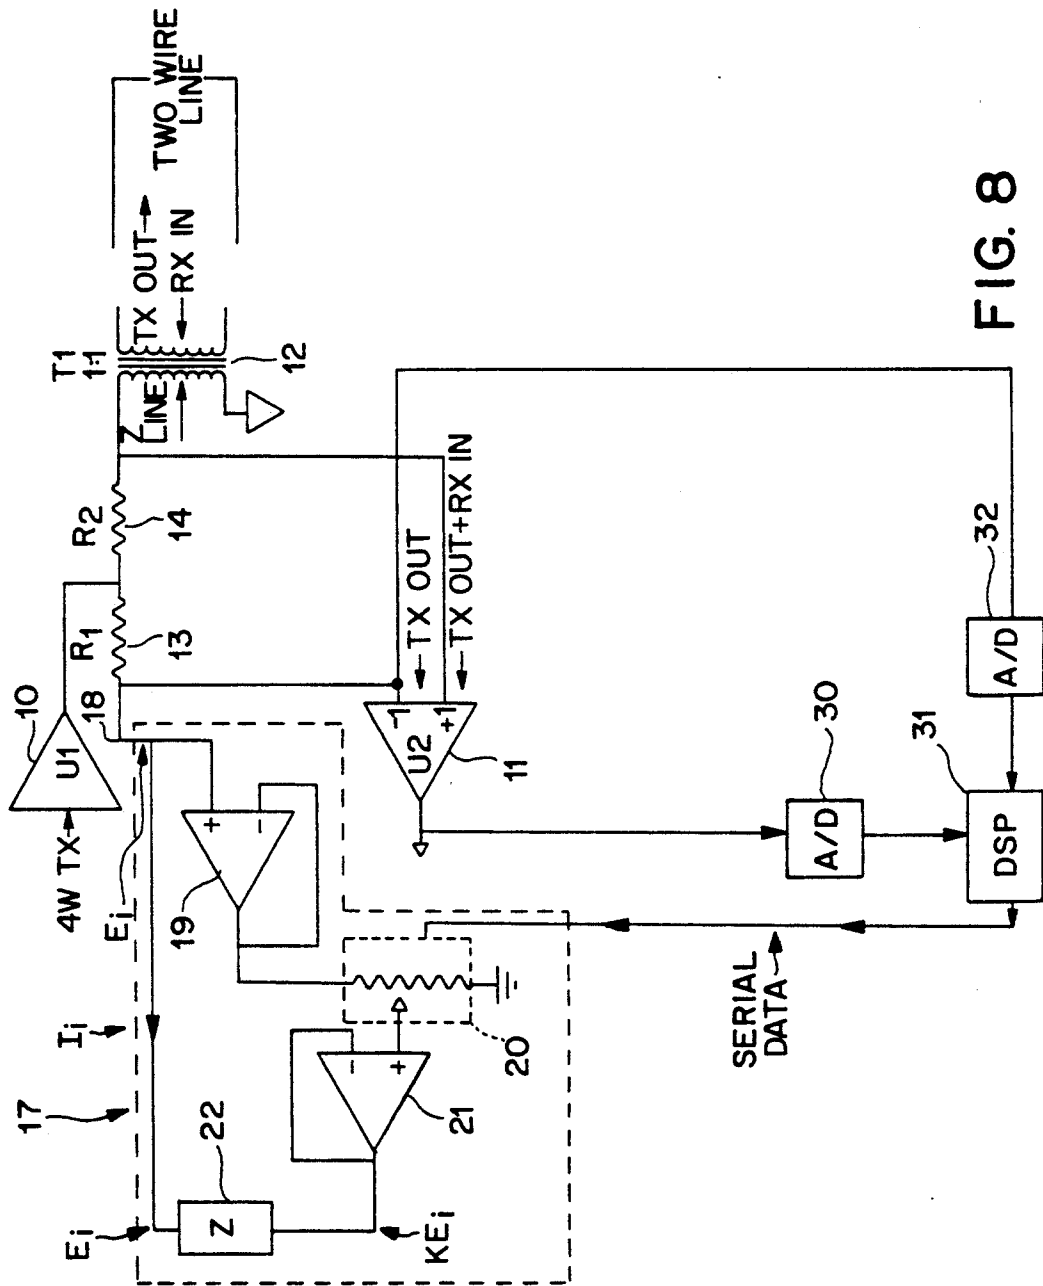 4W TX
U1
10
18
R1
13
R2
14
T1
1:1
12
ZLINE
TX OUT
RX IN
TWO WIRE
LINE
17
Ii
Ei
Ei
22
Z
KEi
19
+
-
20
21
-
+
U2
11
-1
+1
TX OUT
TX OUT+RX IN
SERIAL
DATA
A/D
30
DSP
31
A/D
32
FIG. 8